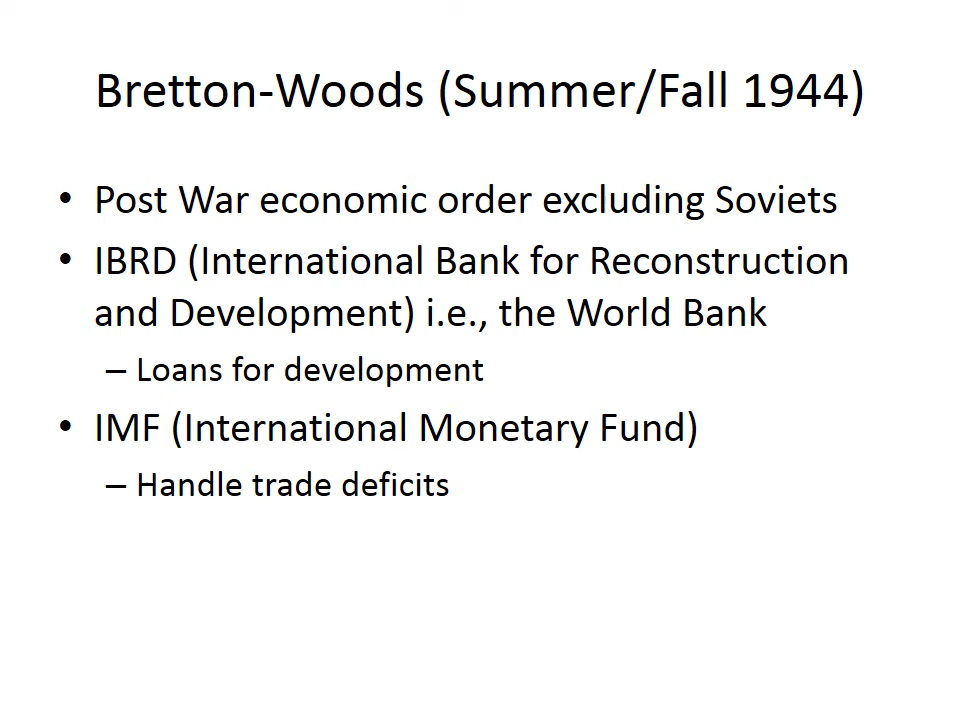 Bretton-Woods (Summer/Fall 1944)
• Post War economic order excluding Soviets
• IBRD (International Bank for Reconstruction
and Development) i.e., the World Bank
– Loans for development
• IMF (International Monetary Fund)
– Handle trade deficits